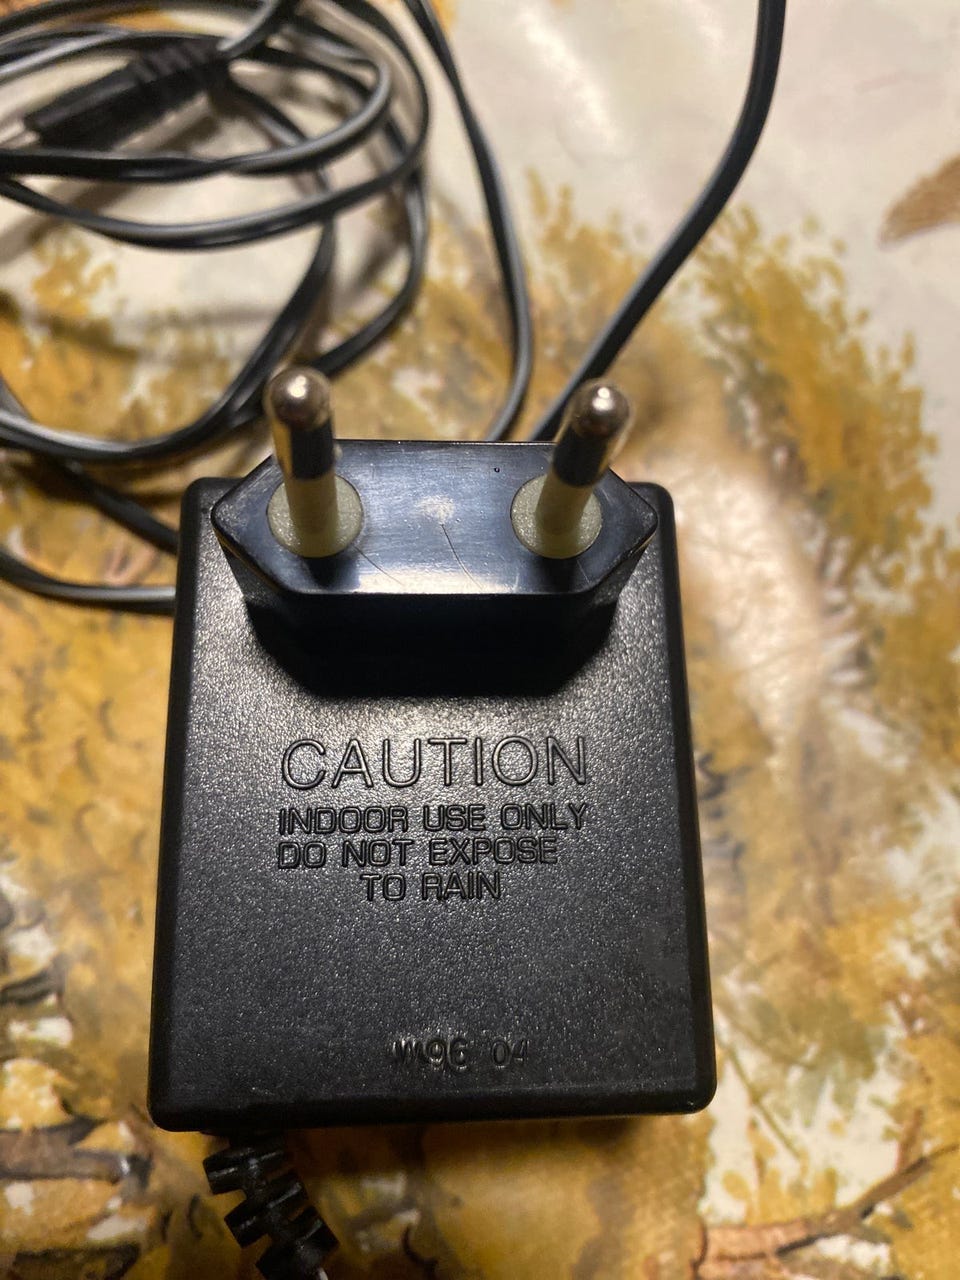 CAUTION
INDOOR USE ONLY
DO NOT EXPOSE
TO RAIN
W96 04